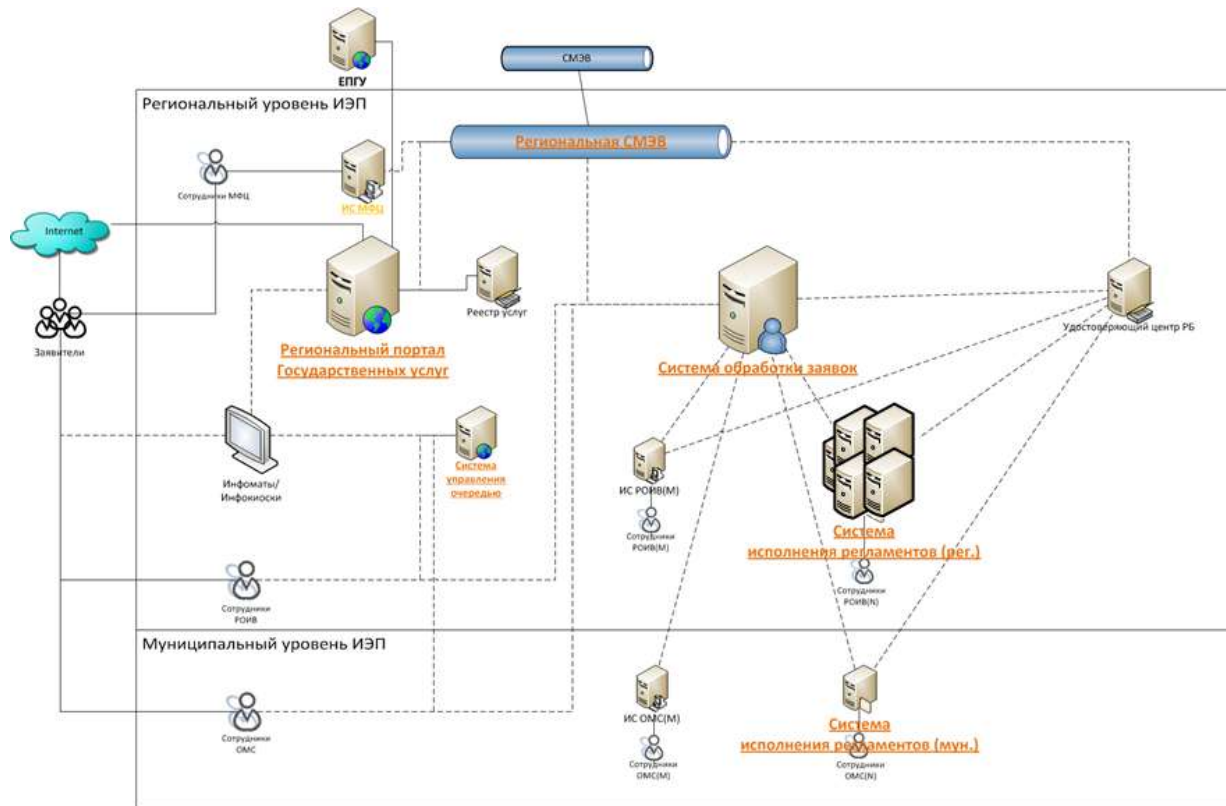 СМЭВ
ЕПГУ
Региональный уровень ИЭП
Региональная СМЭВ
Сотрудники МФЦ
ИС МФЦ
Internet
Заявители
Реестр услуг
Удостоверяющий центр РБ
Региональный портал
Государственных услуг
Система обработки заявок
Инфоматы/
Инфокиоски
Система
управления
очередью
ИС РОИВ(М)
Сотрудники
РОИВ(М)
Система
исполнения регламентов (рег.)
Сотрудники
РОИВ(N)
Сотрудники
РОИВ
Муниципальный уровень ИЭП
Сотрудники
ОМС
ИС ОМС(М)
Сотрудники
ОМС(М)
Система
исполнения регламентов (мун.)
Сотрудники
ОМС(N)